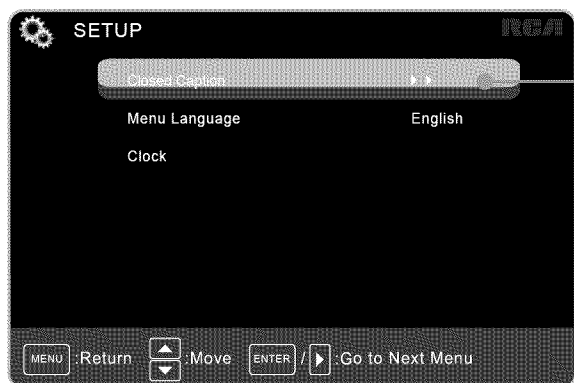 SETUP RCA
Closed Caption
Menu Language English
Clock
MENU :Return :Move ENTER / :Go to Next Menu